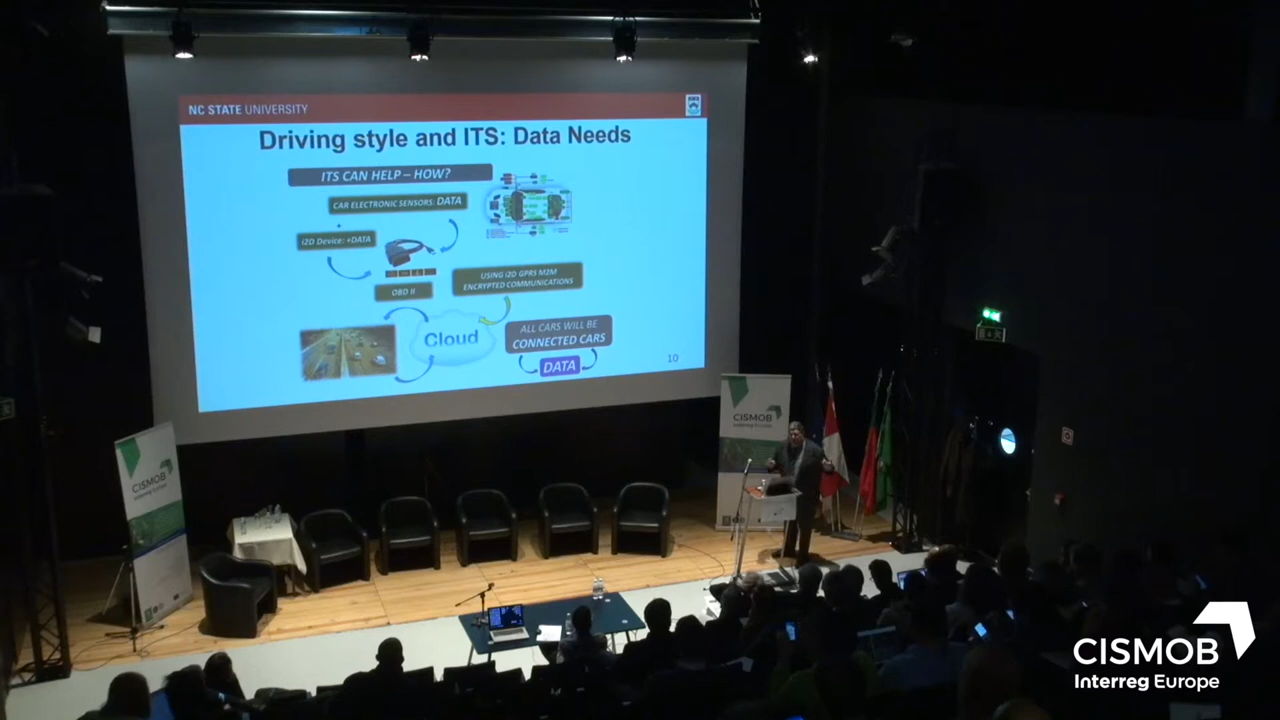 NC STATE UNIVERSITY
Driving style and ITS: Data Needs
ITS CAN HELP – HOW?
CAR ELECTRONIC SENSORS: DATA
+
i2D Device: +DATA
OBD II
USING i2D GPRS M2M
ENCRYPTED COMMUNICATIONS
Cloud
ALL CARS WILL BE
CONNECTED CARS
DATA
10
CISMOB
Interreg Europe
CISMOB
Interreg Europe
CISMOB
Interreg Europe